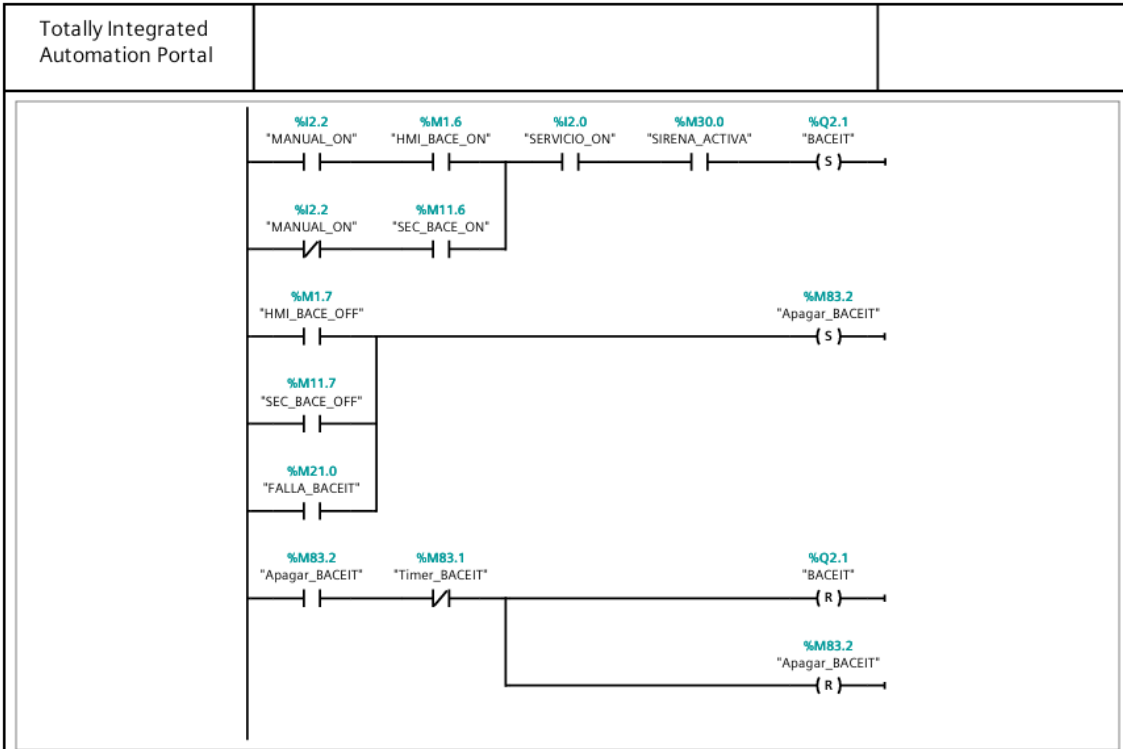 Totally Integrated
Automation Portal
%I2.2 %M1.6 %I2.0 %M30.0 %Q2.1
"MANUAL_ON" "HMI_BACE_ON" "SERVICIO_ON" "SIRENA_ACTIVA" "BACEIT"
S
%I2.2 %M11.6
"MANUAL_ON" "SEC_BACE_ON"
%M1.7 %M83.2
"HMI_BACE_OFF" "Apagar_BACEIT"
S
%M11.7
"SEC_BACE_OFF"
%M21.0
"FALLA_BACEIT"
%M83.2 %M83.1 %Q2.1
"Apagar_BACEIT" "Timer_BACEIT" "BACEIT"
R
%M83.2
"Apagar_BACEIT"
R